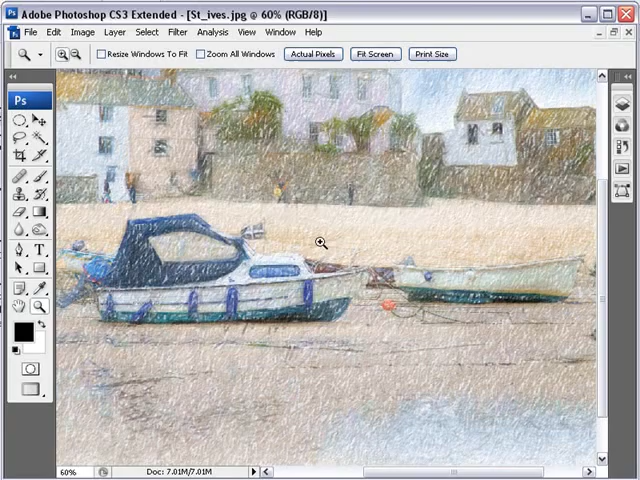 Ps Adobe Photoshop CS3 Extended - [St_ives.jpg @ 60% (RGB/8)]
Ps File Edit Image Layer Select Filter Analysis View Window Help
Resize Windows To Fit Zoom All Windows Actual Pixels Fit Screen Print Size
Ps
T
60% Doc: 7.01M/7.01M